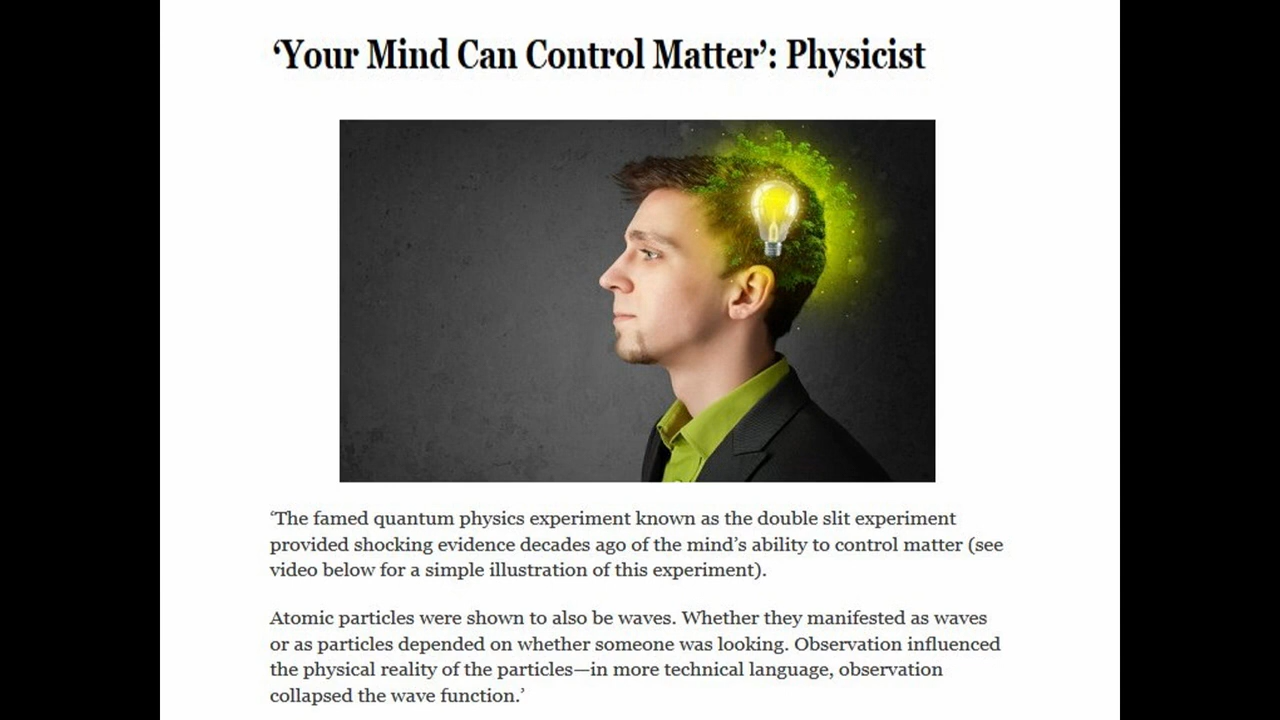 ‘Your Mind Can Control Matter’: Physicist
‘The famed quantum physics experiment known as the double slit experiment
provided shocking evidence decades ago of the mind’s ability to control matter (see
video below for a simple illustration of this experiment).
Atomic particles were shown to also be waves. Whether they manifested as waves
or as particles depended on whether someone was looking. Observation influenced
the physical reality of the particles—in more technical language, observation
collapsed the wave function.’